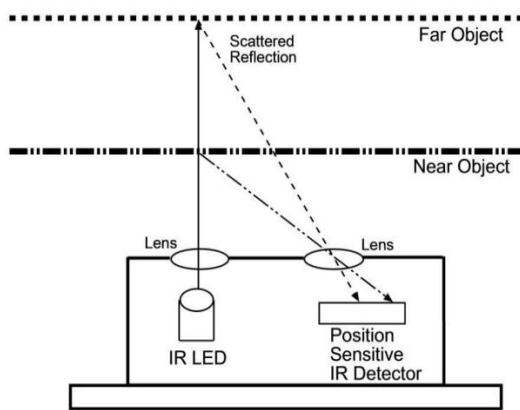 Far Object
Scattered
Reflection
Near Object
Lens
Lens
IR LED
Position
Sensitive
IR Detector